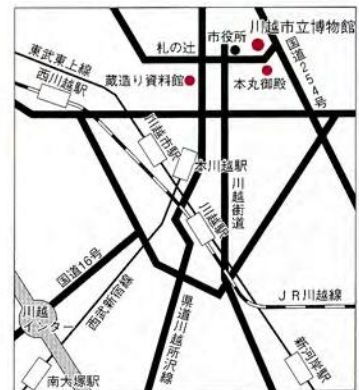 札の辻
市役所
川越市立博物館
東武東上線
西川越駅
国道254号
蔵造り資料館
本丸御殿
川越市駅
本川越駅
川越街道
川越駅
国道16号
西武新宿線
県道川越所沢線
JR川越線
川越
インター
新河岸駅
南大塚駅